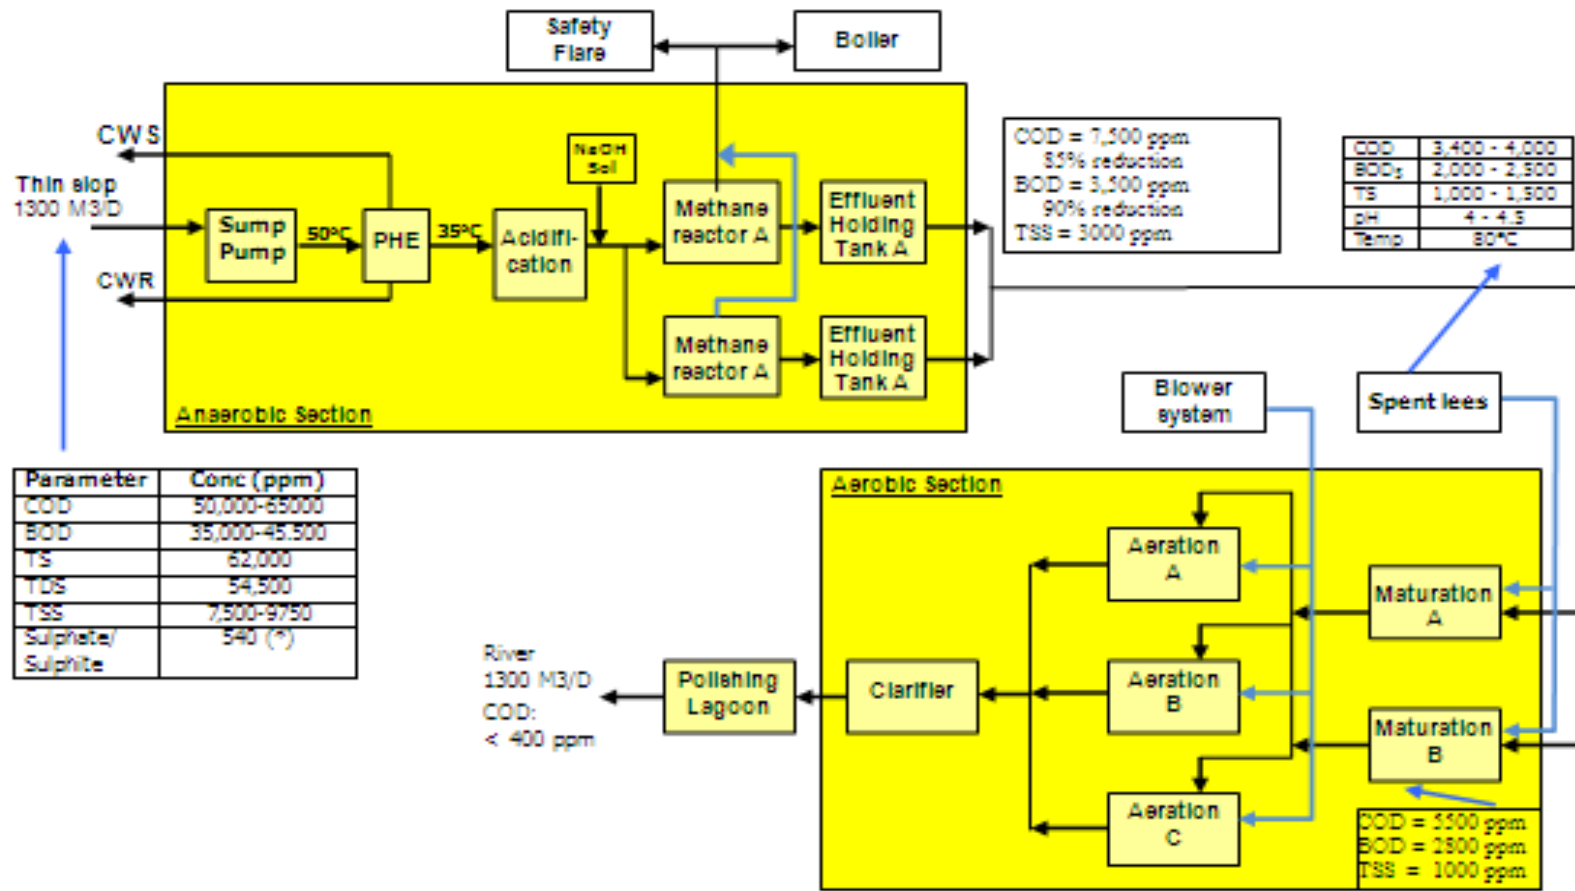 Safety
Flare
Boiler
CWS
Thin slop
1300 M3/D
CWR
Sump
Pump
50ºC
PHE
35ºC
Acidifi-
cation
NaOH
Sol
Methane
reactor A
Effluent
Holding
Tank A
Methane
reactor A
Effluent
Holding
Tank A
Anaerobic Section
COD = 7,500 ppm
85% reduction
BOD = 3,500 ppm
90% reduction
TSS = 3000 ppm
COD 3,400 - 4,000
BOD5 2,000 - 2,500
TS 1,000 - 1,500
pH 4 - 4.5
Temp 80°C
Blower
system
Spent lees
Parameter Conc (ppm)
COD 50,000-65000
BOD 35,000-45.500
TS 62,000
TDS 54,500
TSS 7,500-9750
Sulphate/ 540 (*)
Sulphite
Aerobic Section
Aeration
A
Aeration
B
Aeration
C
Maturation
A
Maturation
B
Clarifier
Polishing
Lagoon
River
1300 M3/D
COD:
< 400 ppm
COD = 5500 ppm
BOD = 2800 ppm
TSS = 1000 ppm